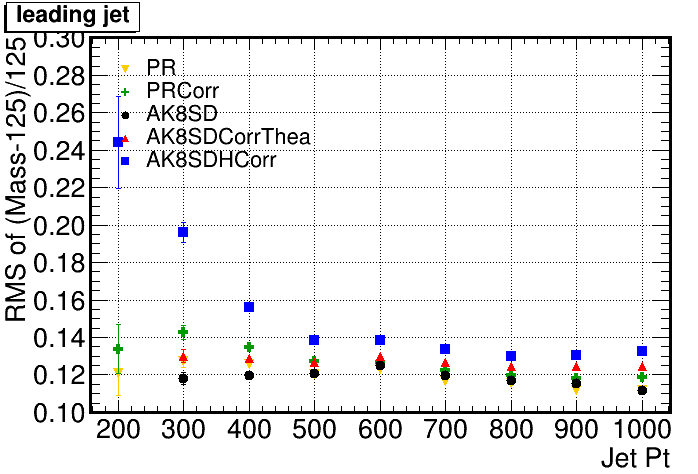 leading jet
RMS of (Mass-125)/125
0.30
0.28
0.26
0.24
0.22
0.20
0.18
0.16
0.14
0.12
0.10
PR
PRCorr
AK8SD
AK8SDCorrThea
AK8SDHCorr
200 300 400 500 600 700 800 900 1000
Jet Pt